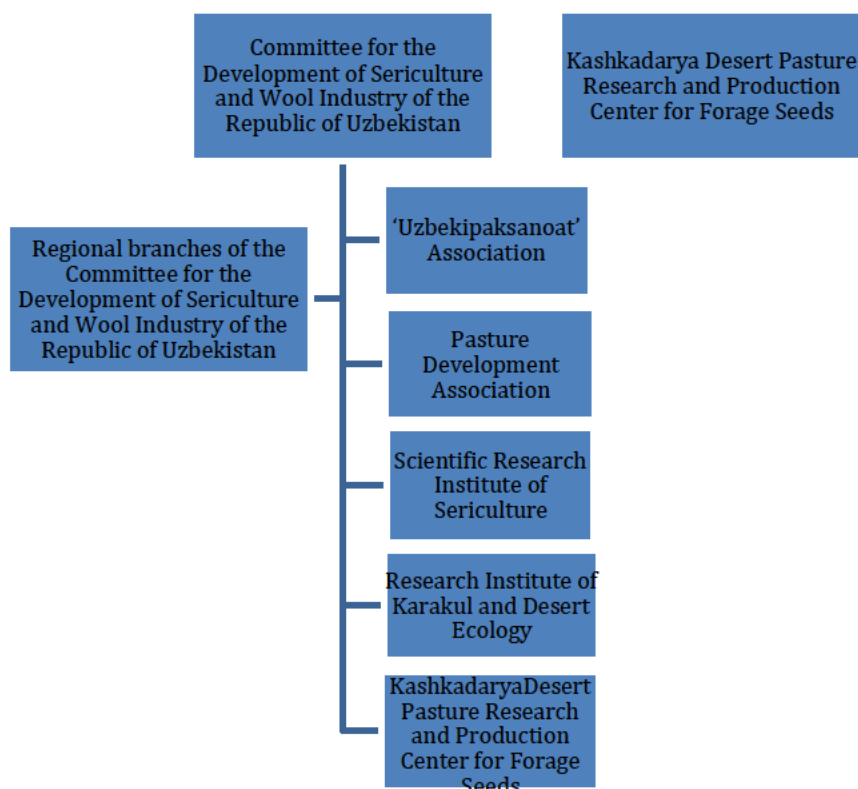 Committee for the
Development of Sericulture
and Wool Industry of the
Republic of Uzbekistan
Kashkadarya Desert Pasture
Research and Production
Center for Forage Seeds
Regional branches of the
Committee for the
Development of Sericulture
and Wool Industry of the
Republic of Uzbekistan
‘Uzbekipaksanoat’
Association
Pasture
Development
Association
Scientific Research
Institute of
Sericulture
Research Institute of
Karakul and Desert
Ecology
KashkadaryaDesert
Pasture Research
and Production
Center for Forage
Seeds